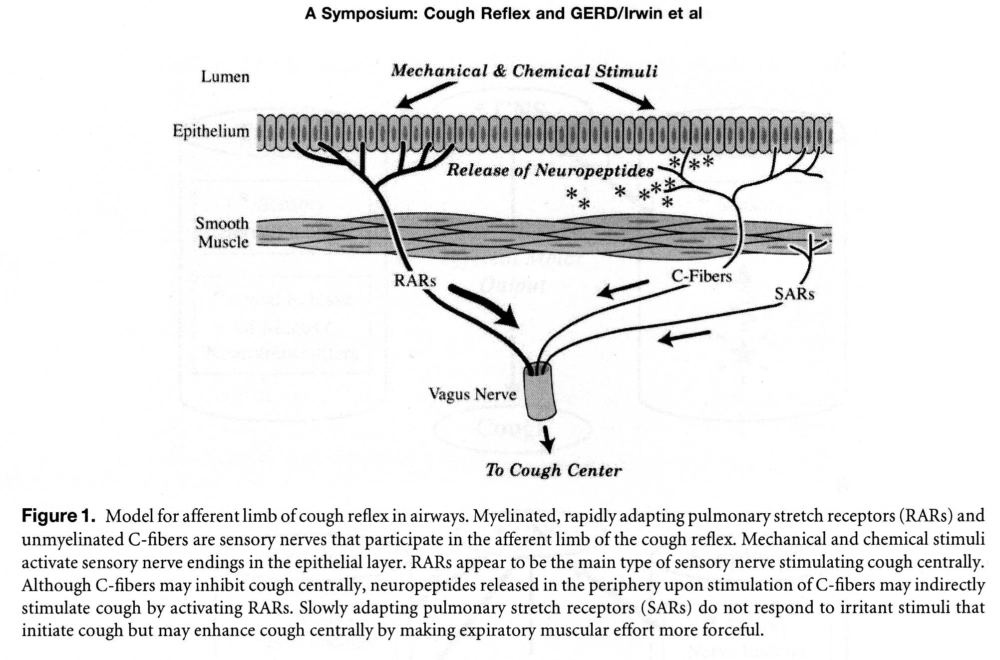 A Symposium: Cough Reflex and GERD/Irwin et al
Lumen
Mechanical & Chemical Stimuli
Epithelium
Release of Neuropeptides
Smooth
Muscle
RARs
C-Fibers
SARs
Vagus Nerve
To Cough Center
Figure 1. Model for afferent limb of cough reflex in airways. Myelinated, rapidly adapting pulmonary stretch receptors (RARs) and
unmyelinated C-fibers are sensory nerves that participate in the afferent limb of the cough reflex. Mechanical and chemical stimuli
activate sensory nerve endings in the epithelial layer. RARs appear to be the main type of sensory nerve stimulating cough centrally.
Although C-fibers may inhibit cough centrally, neuropeptides released in the periphery upon stimulation of C-fibers may indirectly
stimulate cough by activating RARs. Slowly adapting pulmonary stretch receptors (SARs) do not respond to irritant stimuli that
initiate cough but may enhance cough centrally by making expiratory muscular effort more forceful.